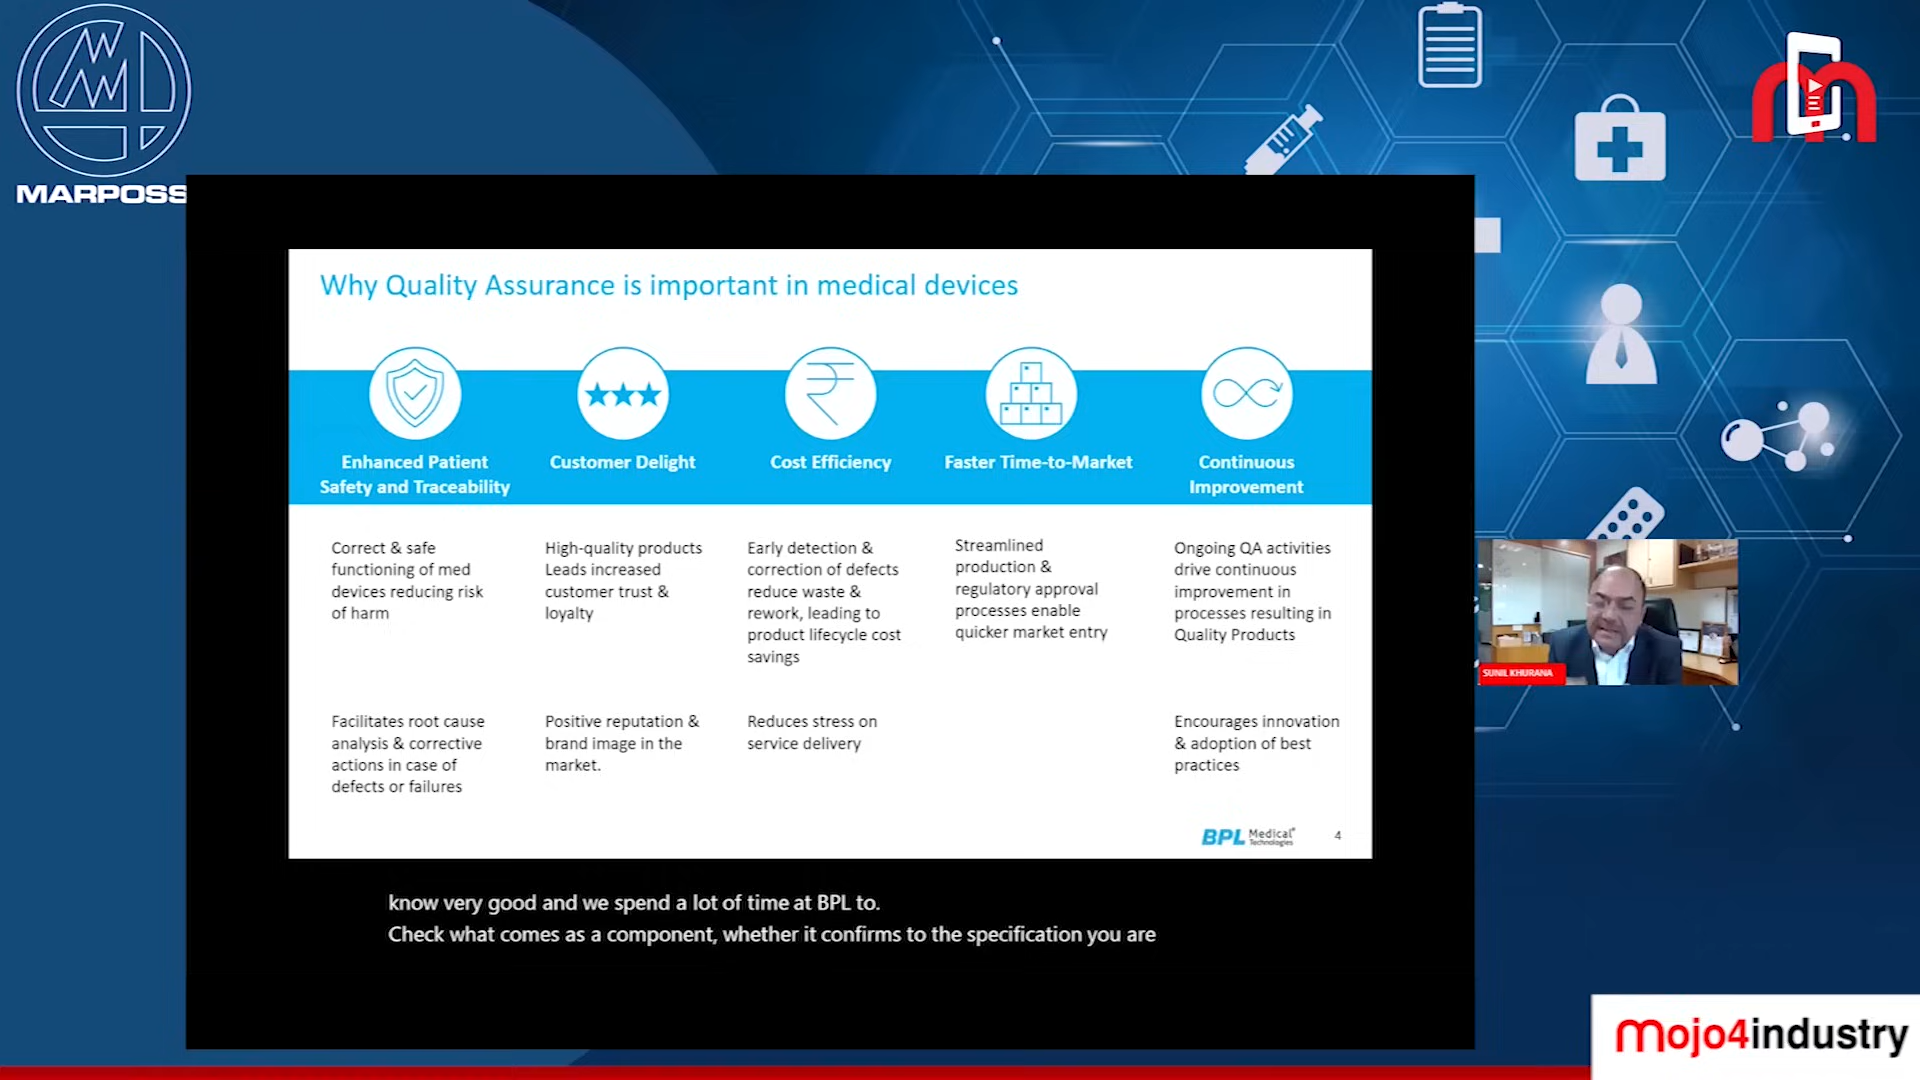 MARPOSS
Why Quality Assurance is important in medical devices
Enhanced Patient
Safety and Traceability
Customer Delight
Cost Efficiency
Faster Time-to-Market
Continuous
Improvement
Correct & safe
functioning of med
devices reducing risk
of harm
High-quality products
Leads increased
customer trust &
loyalty
Early detection &
correction of defects
reduce waste &
rework, leading to
product lifecycle cost
savings
Streamlined
production &
regulatory approval
processes enable
quicker market entry
Ongoing QA activities
drive continuous
improvement in
processes resulting in
Quality Products
Facilitates root cause
analysis & corrective
actions in case of
defects or failures
Positive reputation &
brand image in the
market.
Reduces stress on
service delivery
Encourages innovation
& adoption of best
practices
BPL Medical
Technologies
4
SUNIL KHURANA
know very good and we spend a lot of time at BPL to.
Check what comes as a component, whether it confirms to the specification you are
mojo4industry